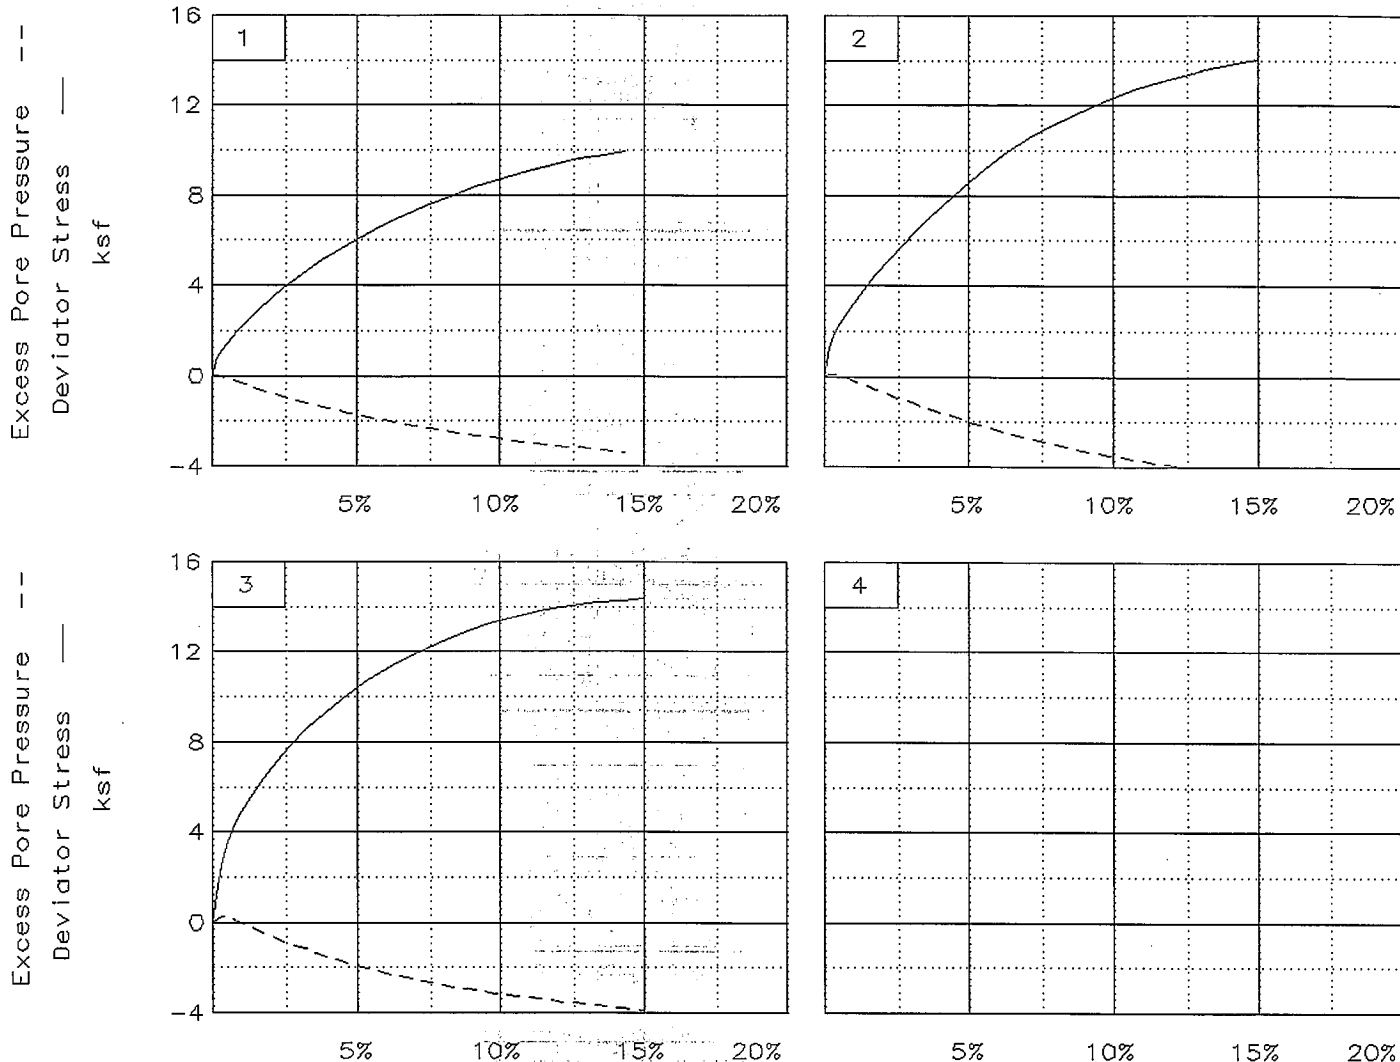 Excess Pore Pressure --
Deviator Stress —
ksf
16
12
8
4
0
-4
1
5% 10% 15% 20%
2
5% 10% 15% 20%
Excess Pore Pressure --
Deviator Stress —
ksf
16
12
8
4
0
-4
3
5% 10% 15% 20%
4
5% 10% 15% 20%